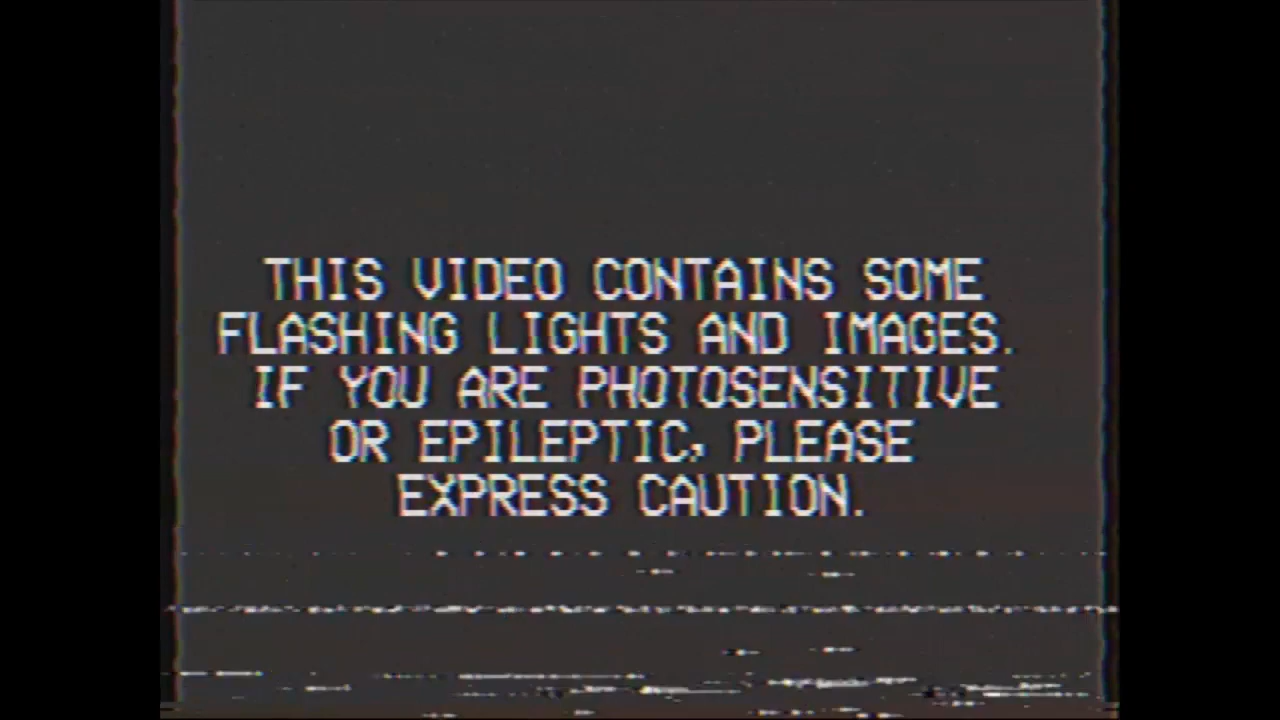 THIS VIDEO CONTAINS SOME
FLASHING LIGHTS AND IMAGES.
IF YOU ARE PHOTOSENSITIVE
OR EPILEPTIC, PLEASE
EXPRESS CAUTION.